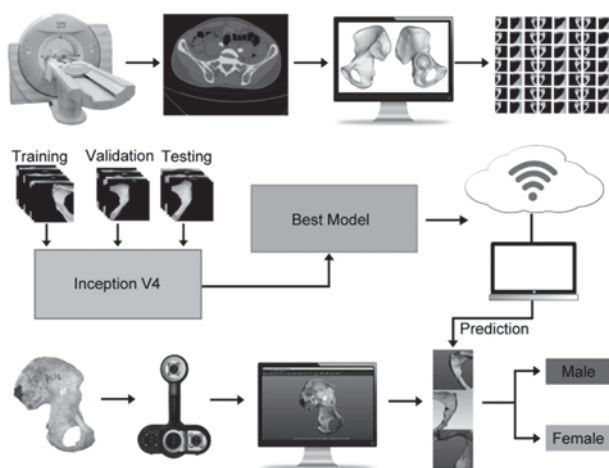 Training
Validation
Testing
Best Model
Inception V4
Prediction
Male
Female